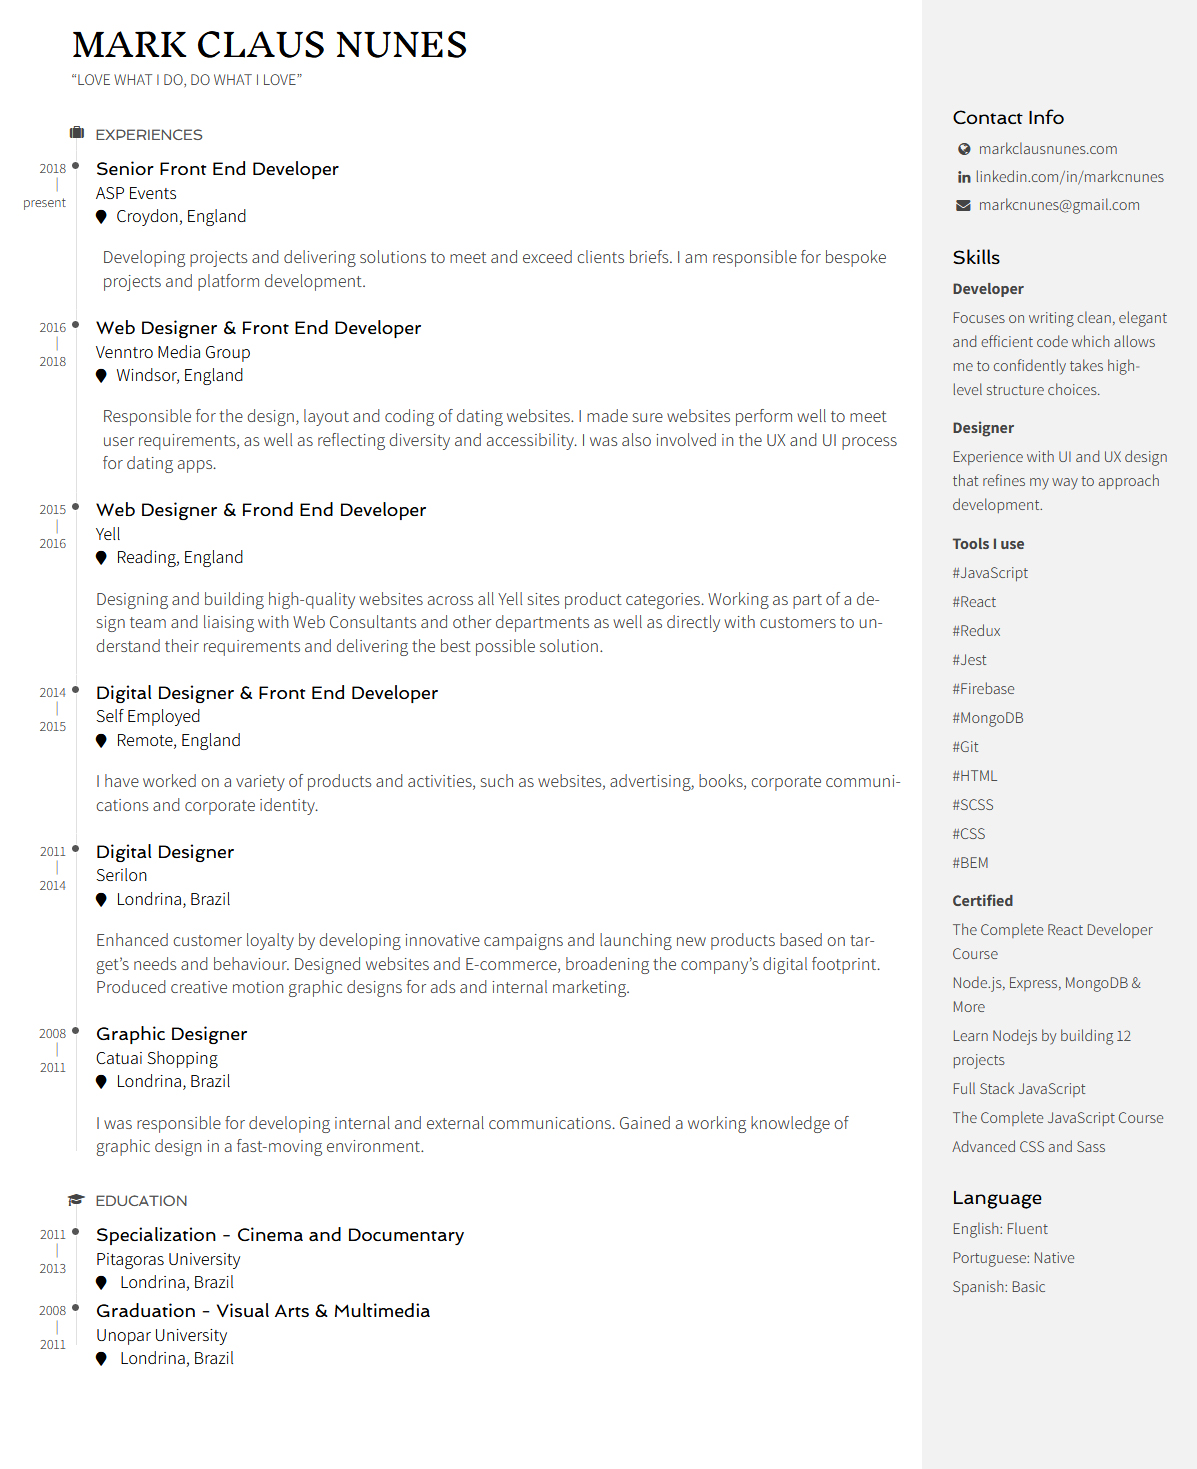 MARK CLAUS NUNES
“LOVE WHAT I DO, DO WHAT I LOVE”
EXPERIENCES
2018
|
present
Senior Front End Developer
ASP Events
Croydon, England
Developing projects and delivering solutions to meet and exceed clients briefs. I am responsible for bespoke
projects and platform development.
2016
|
2018
Web Designer & Front End Developer
Venntro Media Group
Windsor, England
Responsible for the design, layout and coding of dating websites. I made sure websites perform well to meet
user requirements, as well as reflecting diversity and accessibility. I was also involved in the UX and UI process
for dating apps.
2015
|
2016
Web Designer & Frond End Developer
Yell
Reading, England
Designing and building high-quality websites across all Yell sites product categories. Working as part of a de-
sign team and liaising with Web Consultants and other departments as well as directly with customers to un-
derstand their requirements and delivering the best possible solution.
2014
|
2015
Digital Designer & Front End Developer
Self Employed
Remote, England
I have worked on a variety of products and activities, such as websites, advertising, books, corporate communi-
cations and corporate identity.
2011
|
2014
Digital Designer
Serilon
Londrina, Brazil
Enhanced customer loyalty by developing innovative campaigns and launching new products based on tar-
get’s needs and behaviour. Designed websites and E-commerce, broadening the company’s digital footprint.
Produced creative motion graphic designs for ads and internal marketing.
2008
|
2011
Graphic Designer
Catuai Shopping
Londrina, Brazil
I was responsible for developing internal and external communications. Gained a working knowledge of
graphic design in a fast-moving environment.
EDUCATION
2011
|
2013
Specialization - Cinema and Documentary
Pitagoras University
Londrina, Brazil
2008
|
2011
Graduation - Visual Arts & Multimedia
Unopar University
Londrina, Brazil
Contact Info
markclausnunes.com
in linkedin.com/in/markcnunes
markcnunes@gmail.com
Skills
Developer
Focuses on writing clean, elegant
and efficient code which allows
me to confidently takes high-
level structure choices.
Designer
Experience with UI and UX design
that refines my way to approach
development.
Tools I use
#JavaScript
#React
#Redux
#Jest
#Firebase
#MongoDB
#Git
#HTML
#SCSS
#CSS
#BEM
Certified
The Complete React Developer
Course
Node.js, Express, MongoDB &
More
Learn Nodejs by building 12
projects
Full Stack JavaScript
The Complete JavaScript Course
Advanced CSS and Sass
Language
English: Fluent
Portuguese: Native
Spanish: Basic